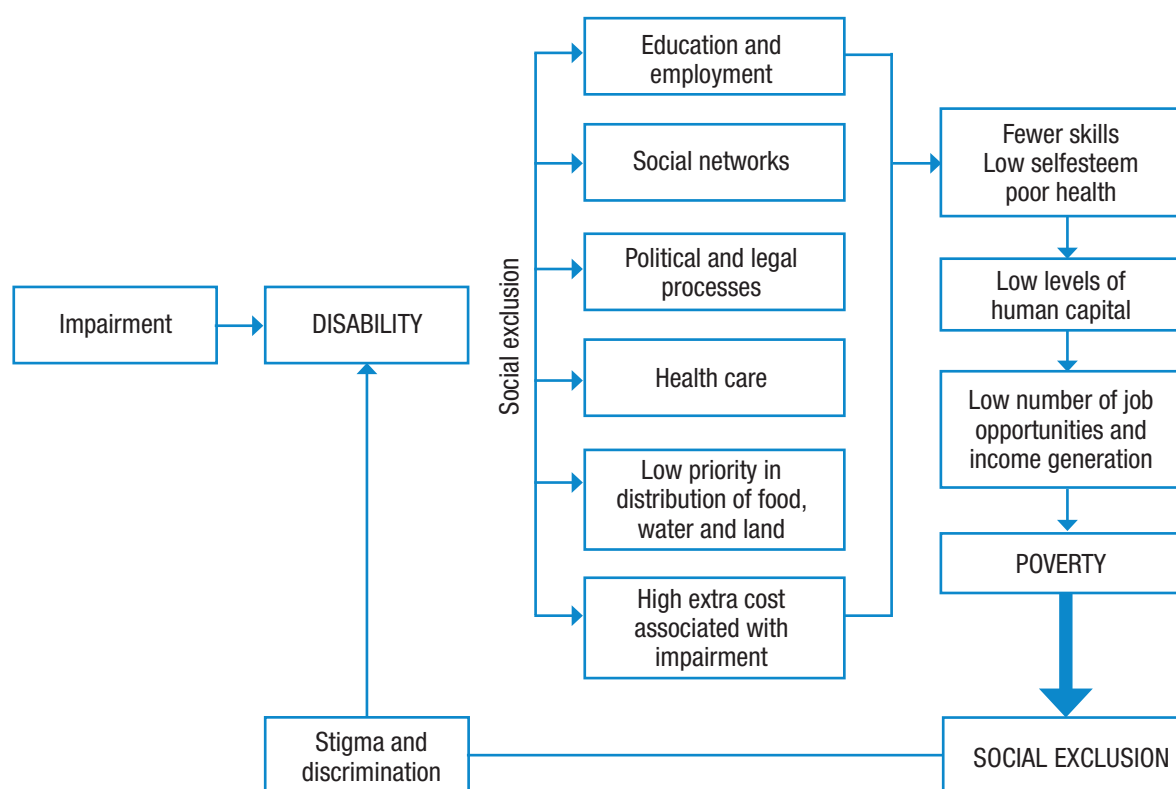 Impairment
DISABILITY
Social exclusion
Education and
employment
Social networks
Political and legal
processes
Health care
Low priority in
distribution of food,
water and land
High extra cost
associated with
impairment
Fewer skills
Low selfesteem
poor health
Low levels of
human capital
Low number of job
opportunities and
income generation
POVERTY
SOCIAL EXCLUSION
Stigma and
discrimination